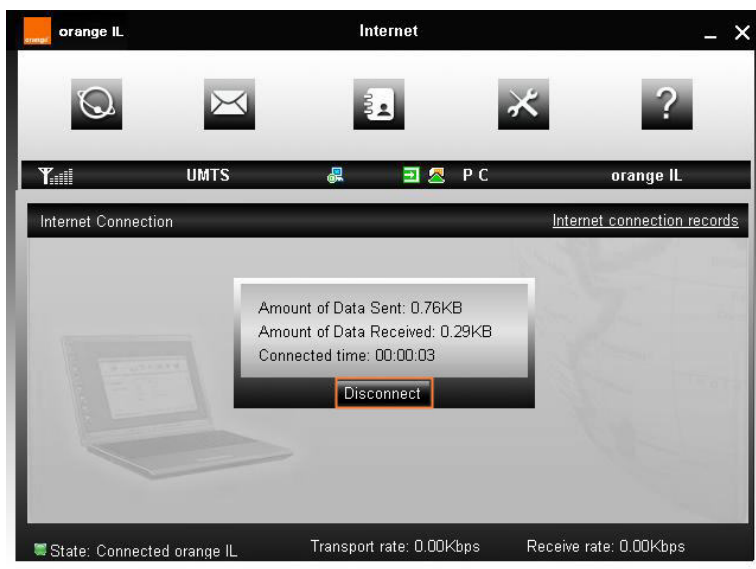 orange IL Internet
UMTS P C orange IL
Internet Connection Internet connection records
Amount of Data Sent: 0.76KB
Amount of Data Received: 0.29KB
Connected time: 00:00:03
Disconnect
State: Connected orange IL Transport rate: 0.00Kbps Receive rate: 0.00Kbps